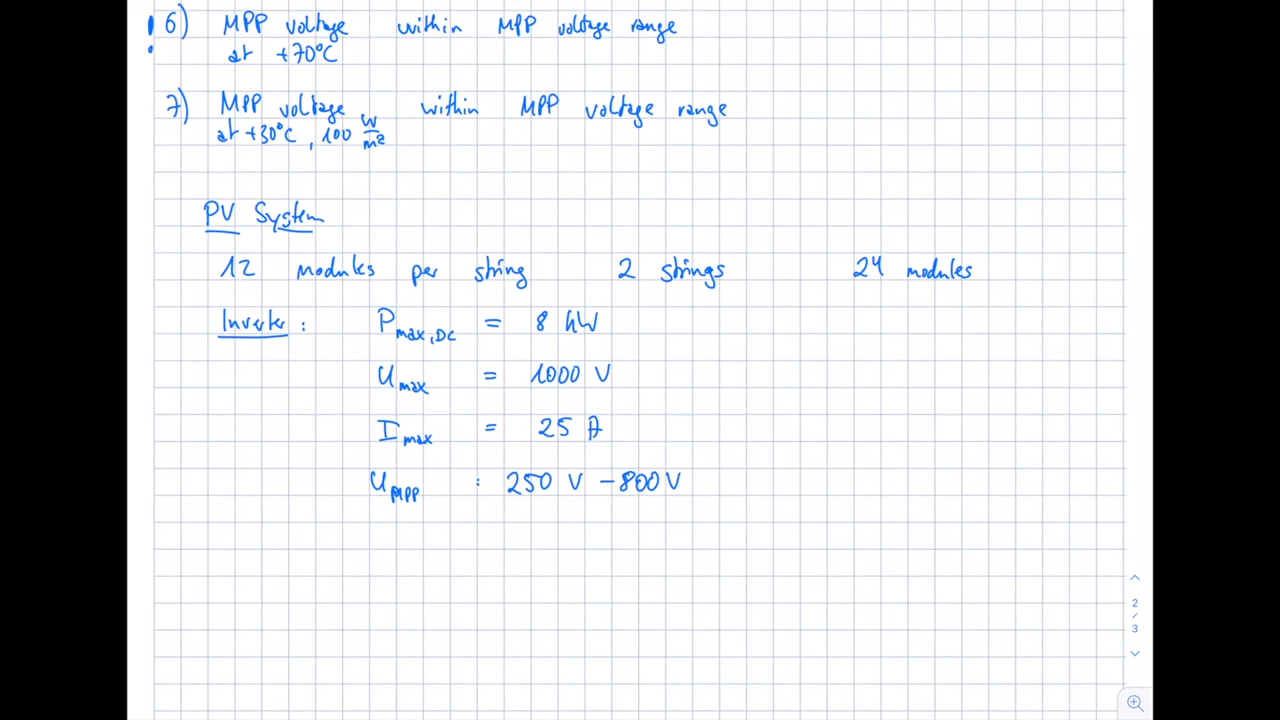 6) MPP voltage within MPP voltage range
at +70°C
7) MPP voltage within MPP voltage range
at +30°C, 100 W/m²
PV System
12 modules per string 2 strings 24 modules
Inverter: P max,DC = 8 kW
U max = 1000 V
I max = 25 A
U MPP : 250 V – 800 V
2
/
3